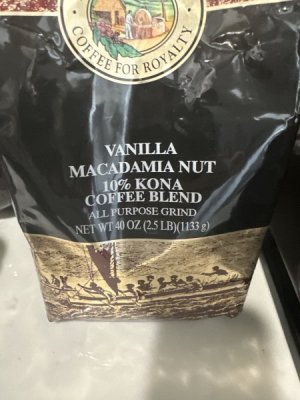 COFFEE FOR ROYALTY
VANILLA
MACADAMIA NUT
10% KONA
COFFEE BLEND
ALL PURPOSE GRIND
NET WT 40 OZ (2.5 LB)(1133 g)